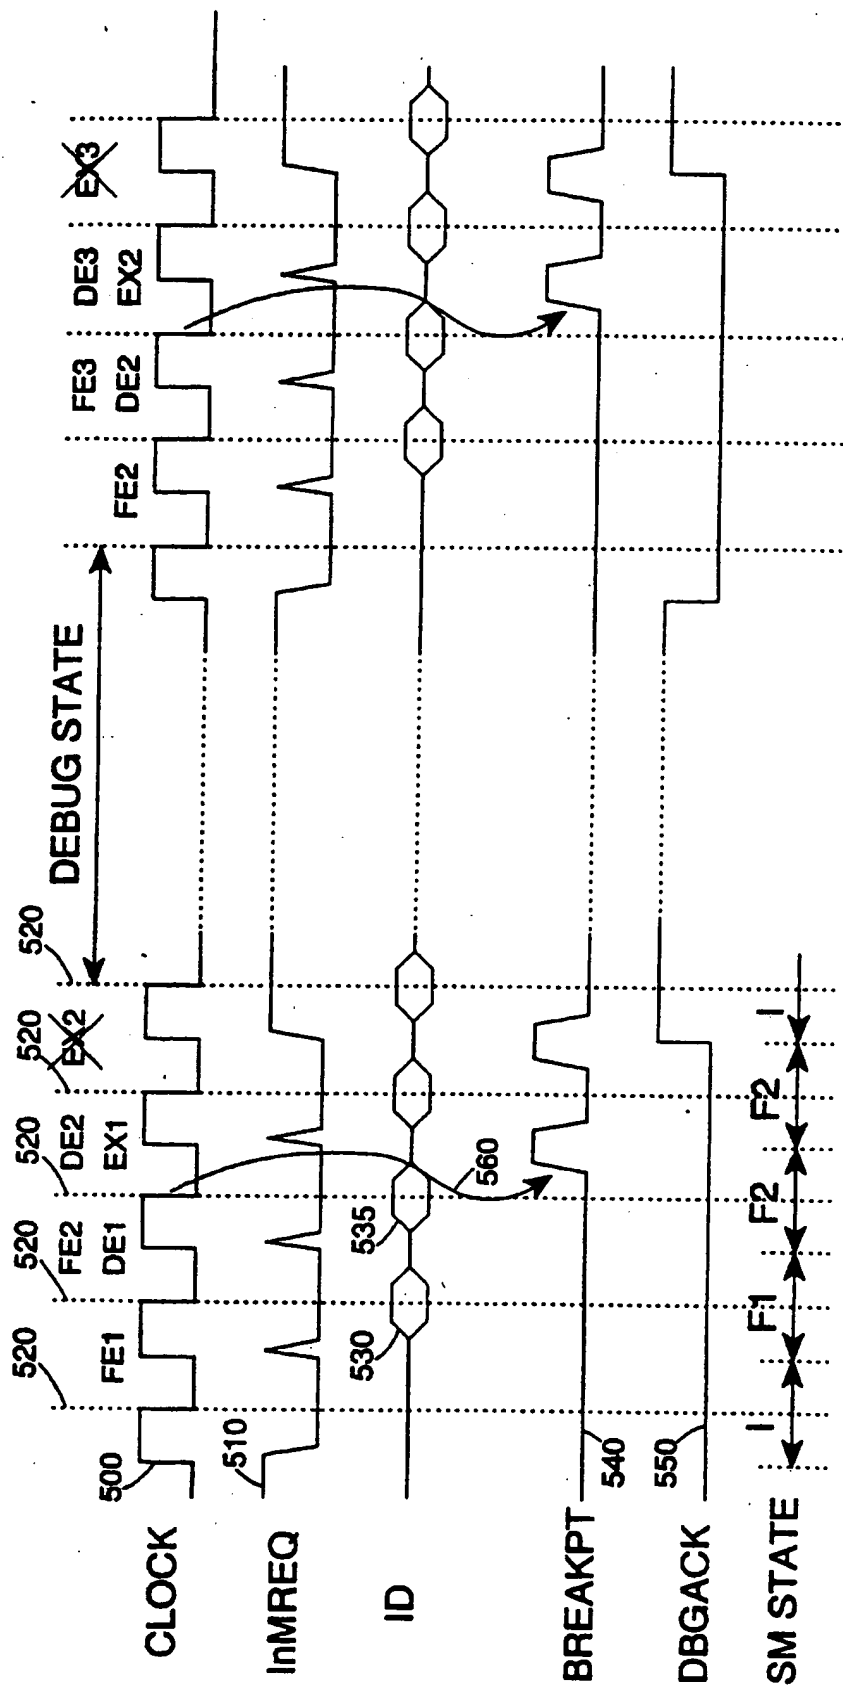 520 520 520 520 520
DEBUG STATE
FE1 FE2 DE2 EX2 FE2 FE3 DE3 EX3
DE1 EX1 DE2 EX2
CLOCK 500
InMREQ 510
ID 530 535 560
BREAKPT 540
DBGACK 550
SM STATE I F1 F2 F2 I